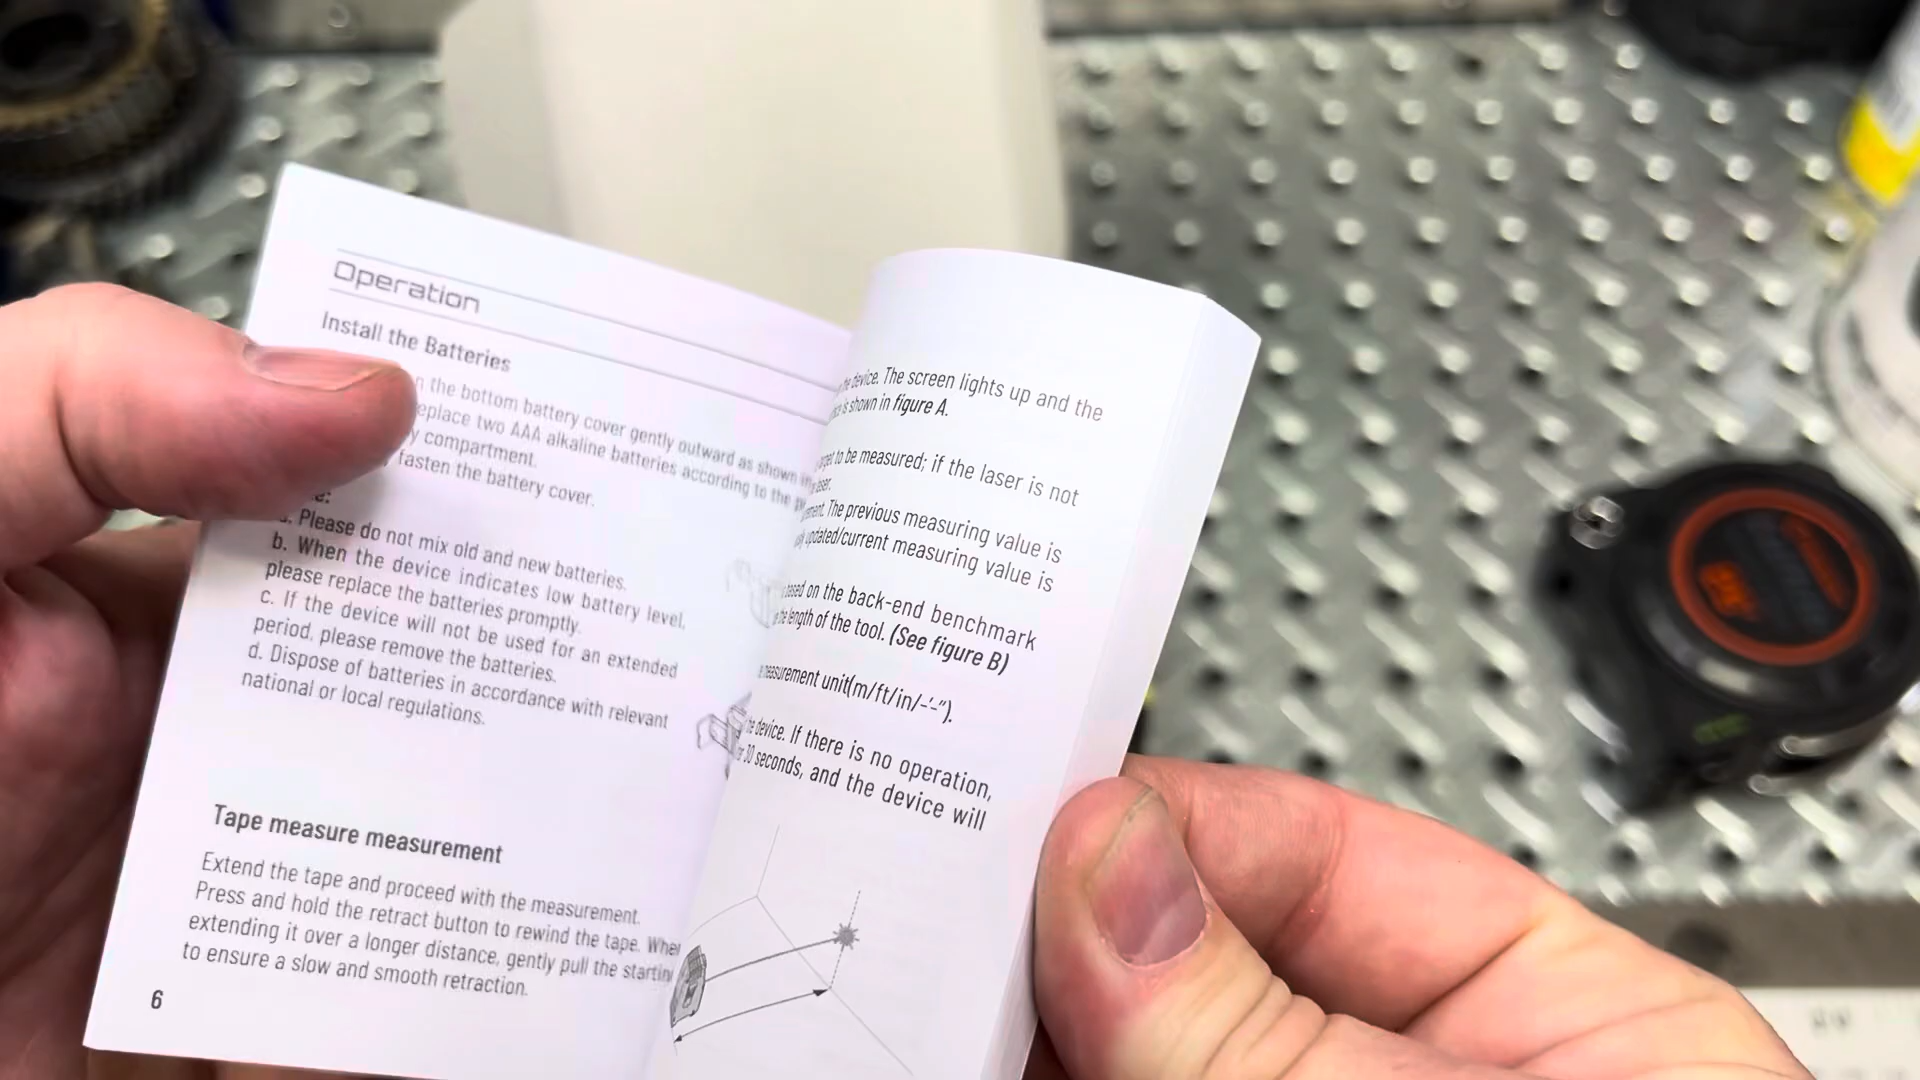 Operation
Install the Batteries
the bottom battery cover gently outward as shown
replace two AAA alkaline batteries according to the
compartment.
fasten the battery cover.
Please do not mix old and new batteries.
b. When the device indicates low battery level,
please replace the batteries promptly.
c. If the device will not be used for an extended
period, please remove the batteries.
d. Dispose of batteries in accordance with relevant
national or local regulations.
Tape measure measurement
Extend the tape and proceed with the measurement.
Press and hold the retract button to rewind the tape.
extending it over a longer distance, gently pull the
to ensure a slow and smooth retraction.
6
device. The screen lights up and the
is shown in figure A.
to be measured; if the laser is not
The previous measuring value is
updated/current measuring value is
based on the back-end benchmark
the length of the tool. (See figure B)
measurement unit(m/ft/in/-'-").
the device. If there is no operation,
30 seconds, and the device will